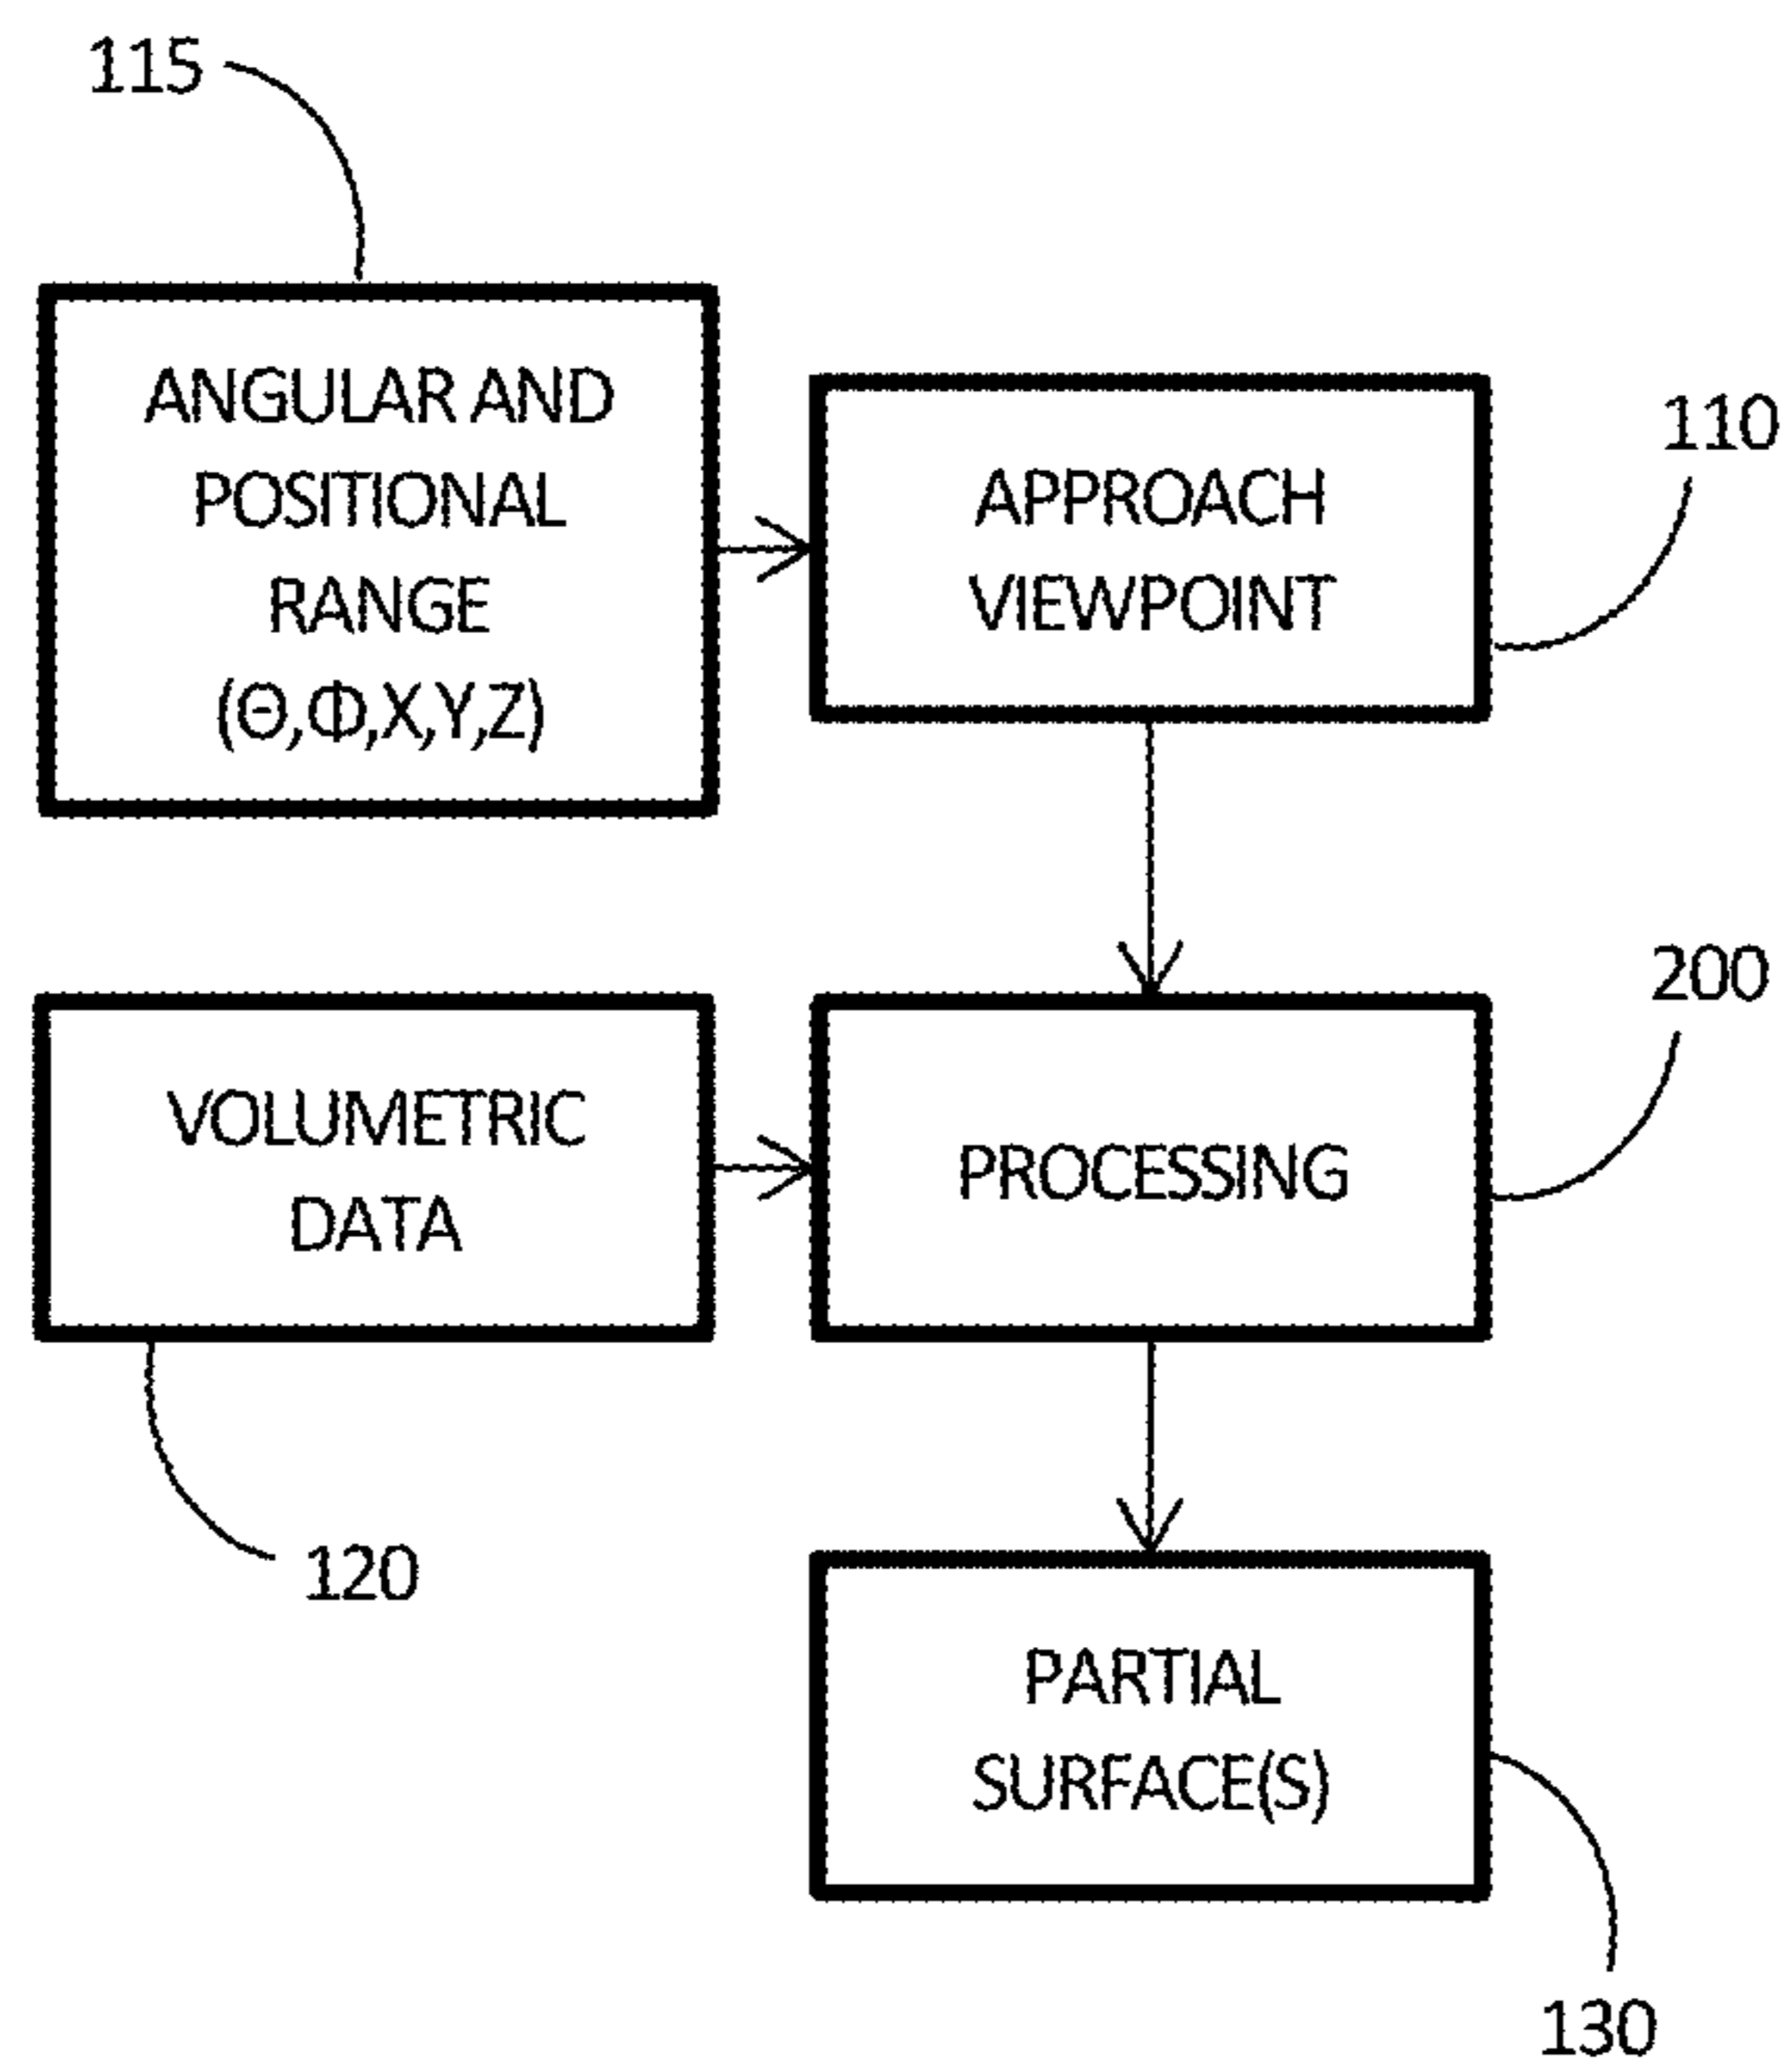 115
ANGULAR AND
POSITIONAL
RANGE
(Θ,Φ,X,Y,Z)
APPROACH
VIEWPOINT
110
VOLUMETRIC
DATA
120
PROCESSING
200
PARTIAL
SURFACE(S)
130